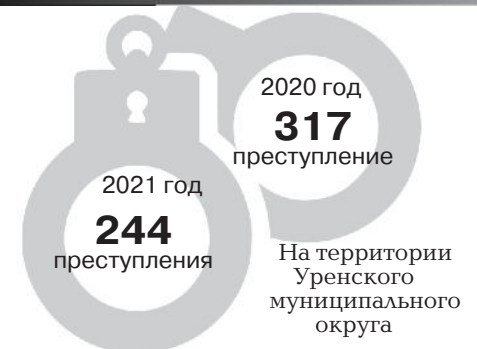 2020 год
317
преступление
2021 год
244
преступления
На территории
Уренского
муниципального
округа